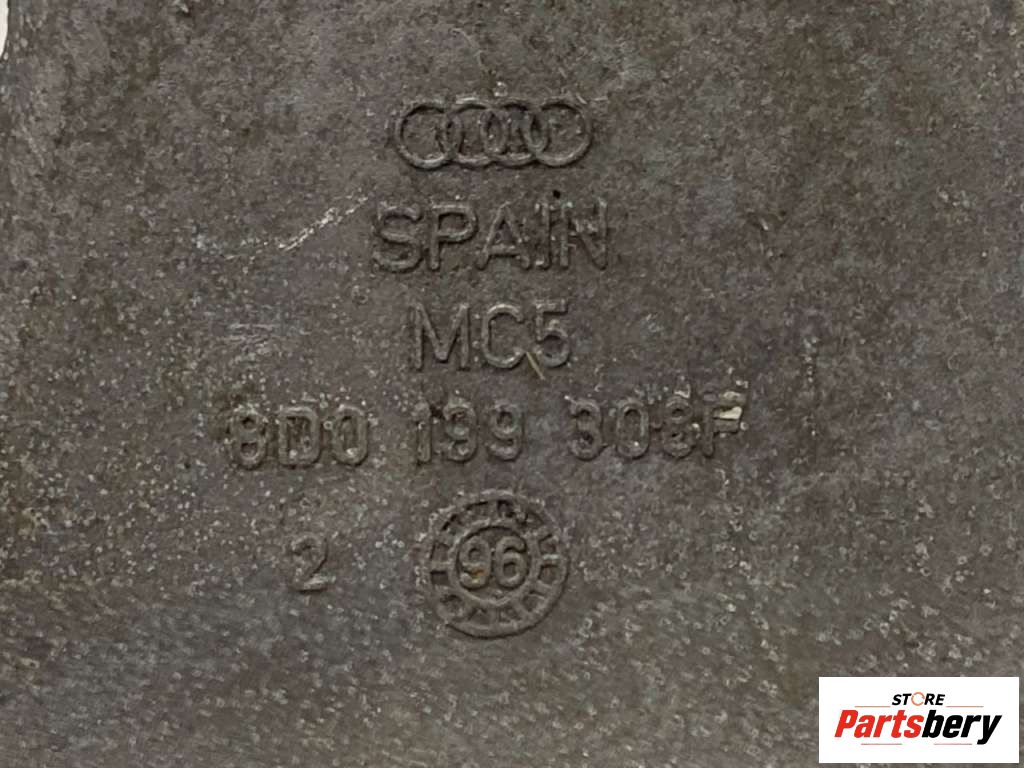 SPAIN
MC5
8D0 199 308F
2 96
STORE
Partsbery